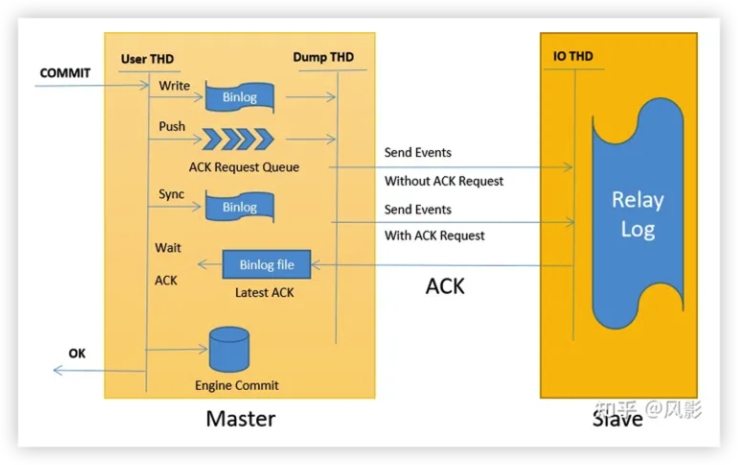 User THD
Dump THD
IO THD
COMMIT
Write
Binlog
Push
ACK Request Queue
Send Events
Without ACK Request
Sync
Binlog
Send Events
With ACK Request
Relay
Log
Wait
ACK
Binlog file
Latest ACK
ACK
OK
Engine Commit
Master
Slave
知乎 @风影